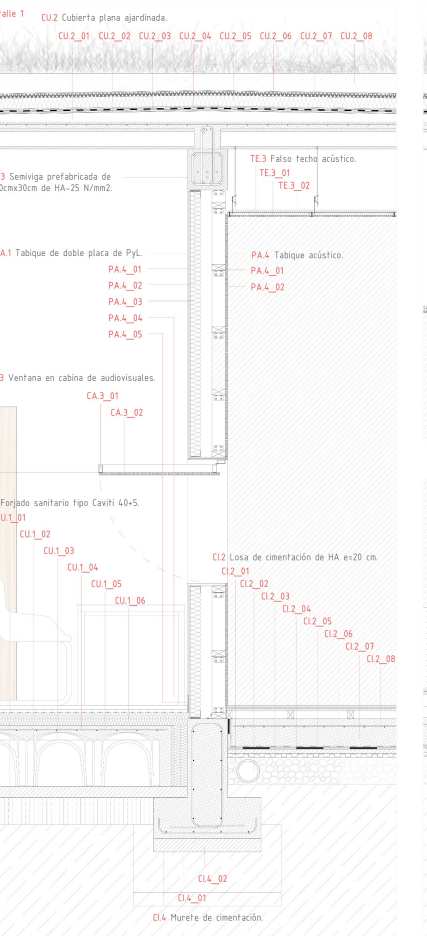 alle 1
CU.2 Cubierta plana ajardinada.
CU.2_01 CU.2_02 CU.2_03 CU.2_04 CU.2_05 CU.2_06 CU.2_07 CU.2_08
3 Semiviga prefabricada de
0cmx30cm de HA-25 N/mm2.
TE.3 Falso techo acústico.
TE.3_01
TE.3_02
A.1 Tabique de doble placa de PyL.
PA.4_01
PA.4_02
PA.4_03
PA.4_04
PA.4_05
PA.4 Tabique acústico.
PA.4_01
PA.4_02
3 Ventana en cabina de audiovisuales.
CA.3_01
CA.3_02
Forjado sanitario tipo Caviti 40+5.
U.1_01
CU.1_02
CU.1_03
CU.1_04
CU.1_05
CU.1_06
CI.2 Losa de cimentación de HA e=20 cm.
CI.2_01
CI.2_02
CI.2_03
CI.2_04
CI.2_05
CI.2_06
CI.2_07
CI.2_08
CI.4_02
CI.4_01
CI.4 Murete de cimentación.